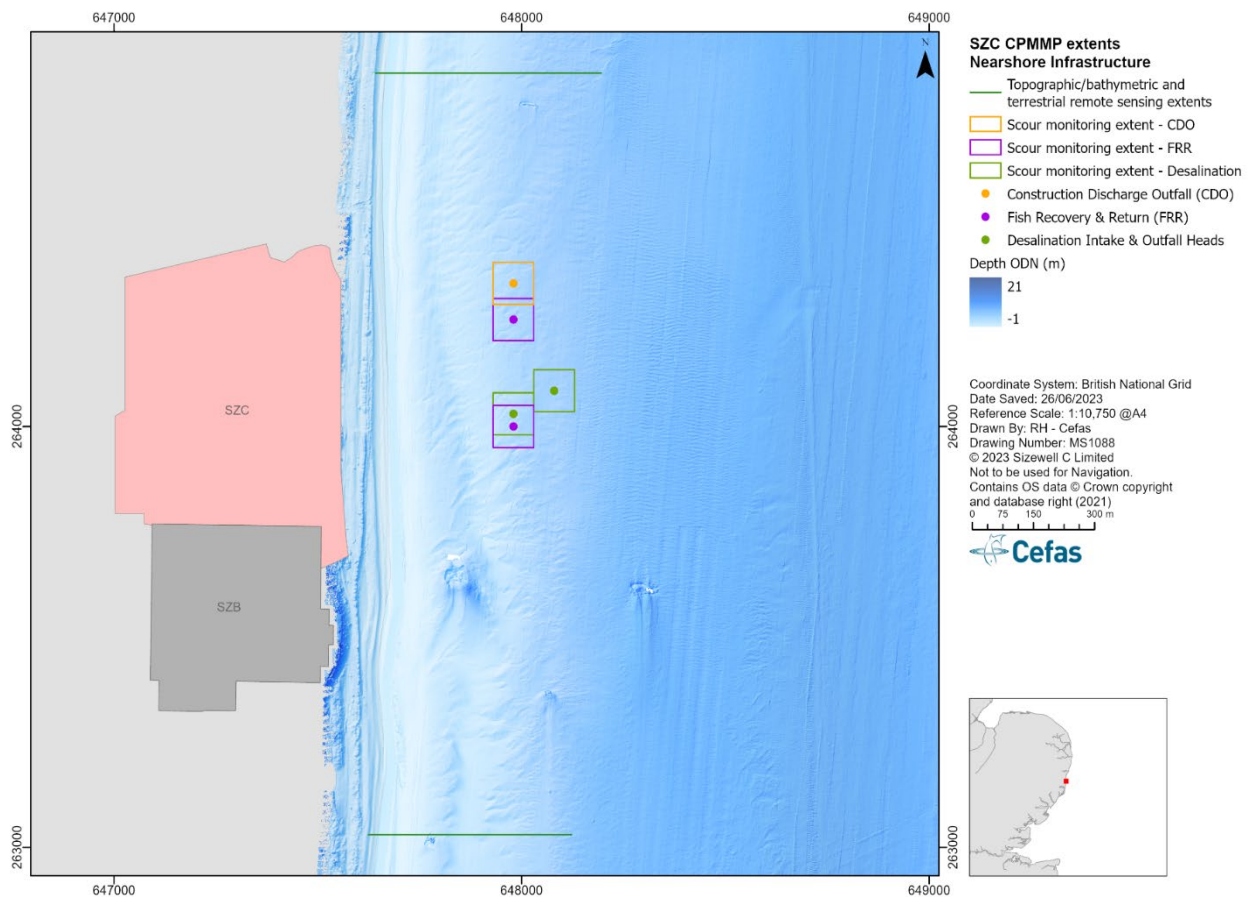 647000
648000
649000
264000
263000
SZC
SZB
264000
263000
647000
648000
649000
N
SZC CPMMP extents
Nearshore Infrastructure
Topographic/bathymetric and
terrestrial remote sensing extents
Scour monitoring extent - CDO
Scour monitoring extent - FRR
Scour monitoring extent - Desalination
Construction Discharge Outfall (CDO)
Fish Recovery & Return (FRR)
Desalination Intake & Outfall Heads
Depth ODN (m)
21
-1
Coordinate System: British National Grid
Date Saved: 26/06/2023
Reference Scale: 1:10,750 @A4
Drawn By: RH - Cefas
Drawing Number: MS1088
© 2023 Sizewell C Limited
Not to be used for Navigation.
Contains OS data © Crown copyright
and database right (2021)
0 75 150 300 m
Cefas